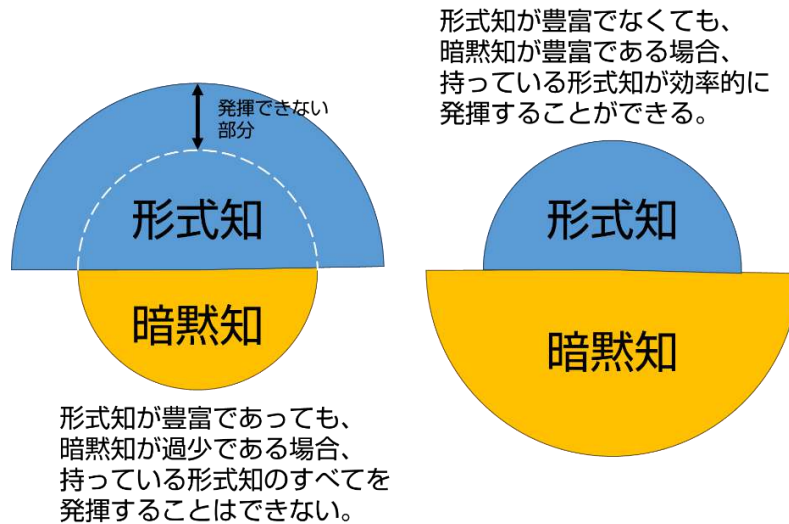 発揮できない
部分
形式知
暗黙知
形式知が豊富であっても、
暗黙知が過少である場合、
持っている形式知のすべてを
発揮することはできない。
形式知が豊富でなくても、
暗黙知が豊富である場合、
持っている形式知が効率的に
発揮することができる。
形式知
暗黙知